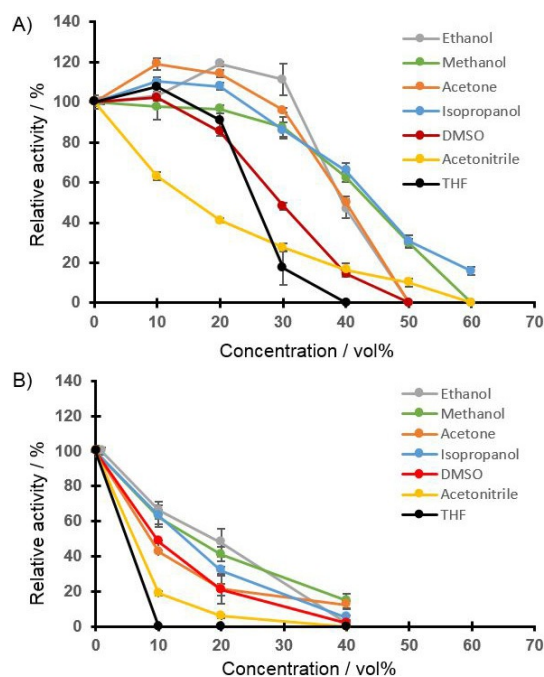 A)
Relative activity / %
140
120
100
80
60
40
20
0
0 10 20 30 40 50 60 70
Concentration / vol%
Ethanol
Methanol
Acetone
Isopropanol
DMSO
Acetonitrile
THF
B)
Relative activity / %
140
120
100
80
60
40
20
0
0 10 20 30 40 50 60 70
Concentration / vol%
Ethanol
Methanol
Acetone
Isopropanol
DMSO
Acetonitrile
THF